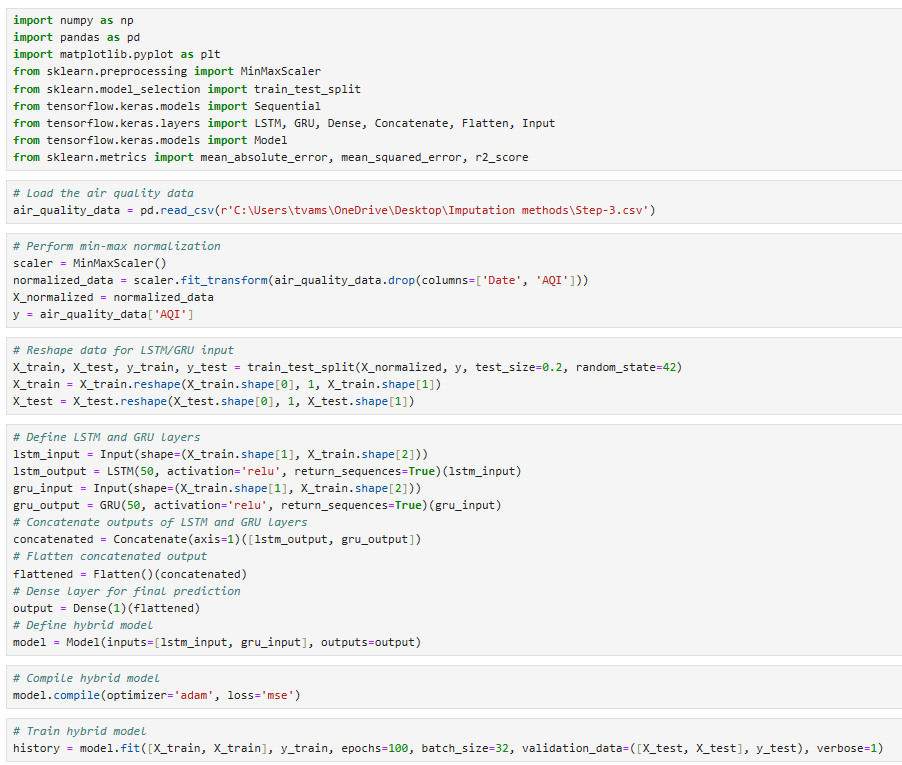 import numpy as np
import pandas as pd
import matplotlib.pyplot as plt
from sklearn.preprocessing import MinMaxScaler
from sklearn.model_selection import train_test_split
from tensorflow.keras.models import Sequential
from tensorflow.keras.layers import LSTM, GRU, Dense, Concatenate, Flatten, Input
from tensorflow.keras.models import Model
from sklearn.metrics import mean_absolute_error, mean_squared_error, r2_score
# Load the air quality data
air_quality_data = pd.read_csv(r'C:\Users\tvams\OneDrive\Desktop\Imputation methods\Step-3.csv')
# Perform min-max normalization
scaler = MinMaxScaler()
normalized_data = scaler.fit_transform(air_quality_data.drop(columns=['Date', 'AQI']))
X_normalized = normalized_data
y = air_quality_data['AQI']
# Reshape data for LSTM/GRU input
X_train, X_test, y_train, y_test = train_test_split(X_normalized, y, test_size=0.2, random_state=42)
X_train = X_train.reshape(X_train.shape[0], 1, X_train.shape[1])
X_test = X_test.reshape(X_test.shape[0], 1, X_test.shape[1])
# Define LSTM and GRU layers
lstm_input = Input(shape=(X_train.shape[1], X_train.shape[2]))
lstm_output = LSTM(50, activation='relu', return_sequences=True)(lstm_input)
gru_input = Input(shape=(X_train.shape[1], X_train.shape[2]))
gru_output = GRU(50, activation='relu', return_sequences=True)(gru_input)
# Concatenate outputs of LSTM and GRU layers
concatenated = Concatenate(axis=1)([lstm_output, gru_output])
# Flatten concatenated output
flattened = Flatten()(concatenated)
# Dense layer for final prediction
output = Dense(1)(flattened)
# Define hybrid model
model = Model(inputs=[lstm_input, gru_input], outputs=output)
# Compile hybrid model
model.compile(optimizer='adam', loss='mse')
# Train hybrid model
history = model.fit([X_train, X_train], y_train, epochs=100, batch_size=32, validation_data=([X_test, X_test], y_test), verbose=1)